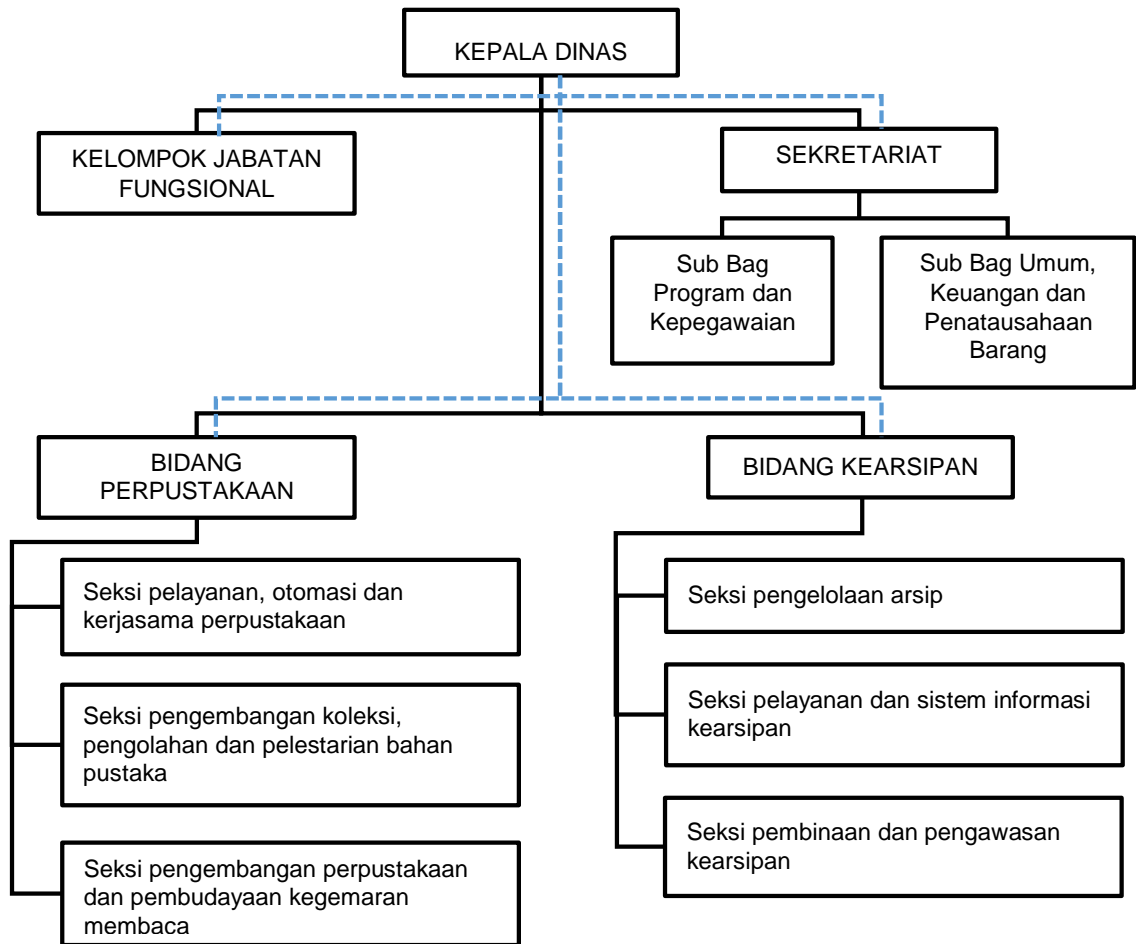 KEPALA DINAS
KELOMPOK JABATAN
FUNGSIONAL
SEKRETARIAT
Sub Bag
Program dan
Kepegawaian
Sub Bag Umum,
Keuangan dan
Penatausahaan
Barang
BIDANG
PERPUSTAKAAN
BIDANG KEARSIPAN
Seksi pelayanan, otomasi dan
kerjasama perpustakaan
Seksi pengembangan koleksi,
pengolahan dan pelestarian bahan
pustaka
Seksi pengembangan perpustakaan
dan pembudayaan kegemaran
membaca
Seksi pengelolaan arsip
Seksi pelayanan dan sistem informasi
kearsipan
Seksi pembinaan dan pengawasan
kearsipan